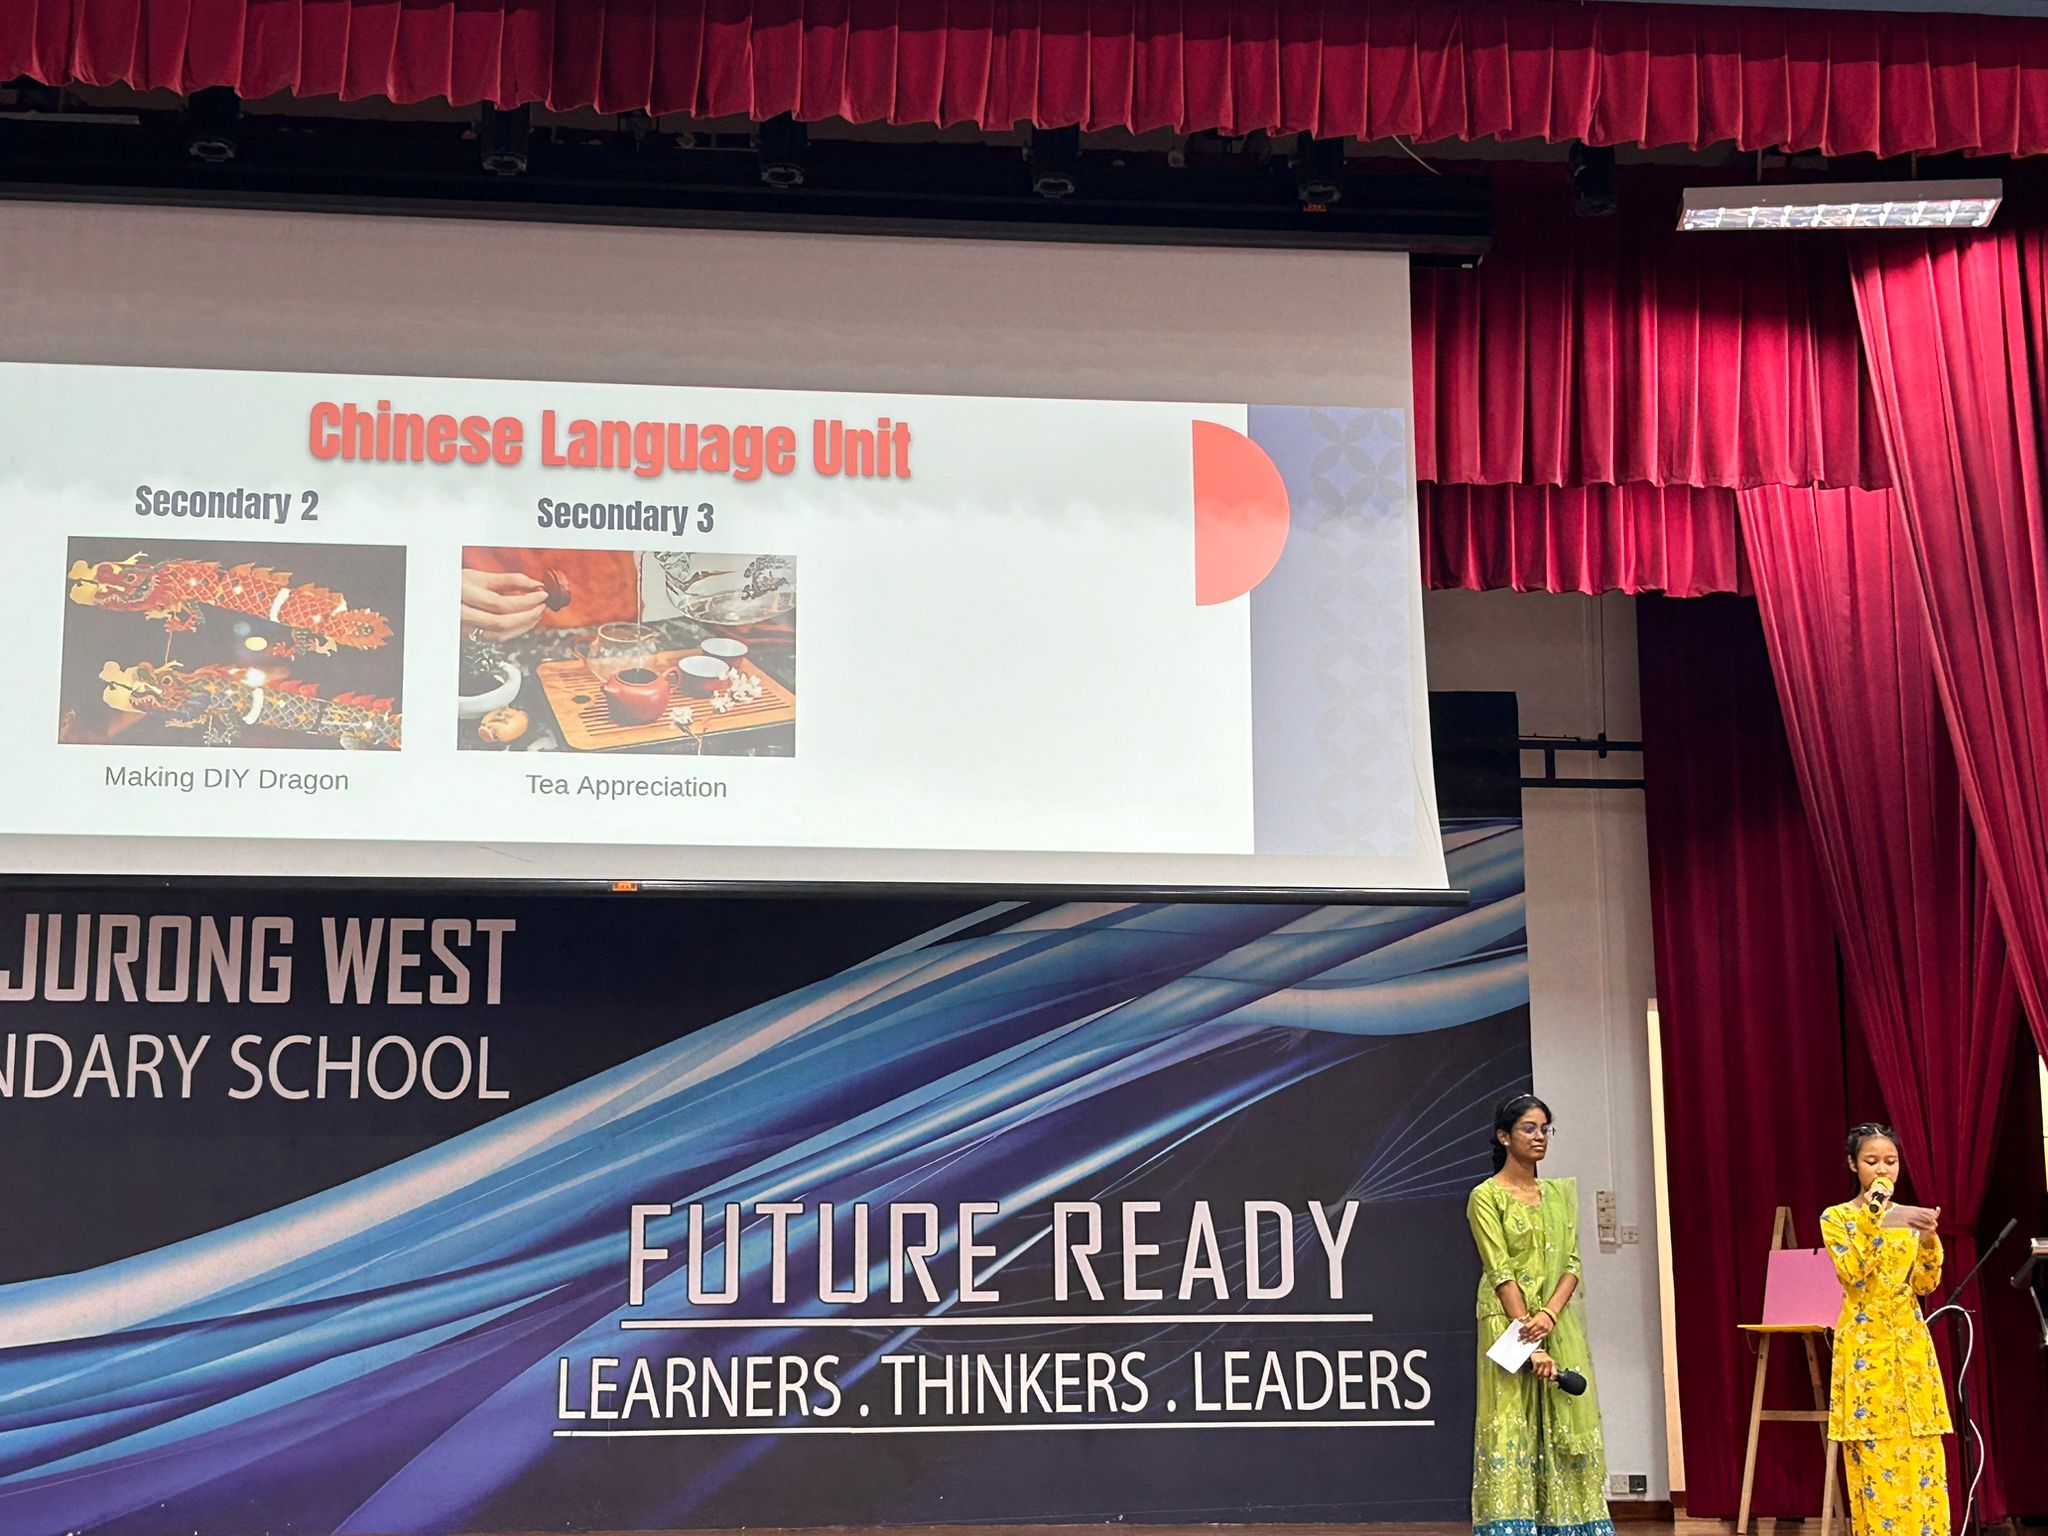 Chinese Language Unit
Secondary 2
Secondary 3
Making DIY Dragon
Tea Appreciation
JURONG WEST
NDARY SCHOOL
FUTURE READY
LEARNERS . THINKERS . LEADERS